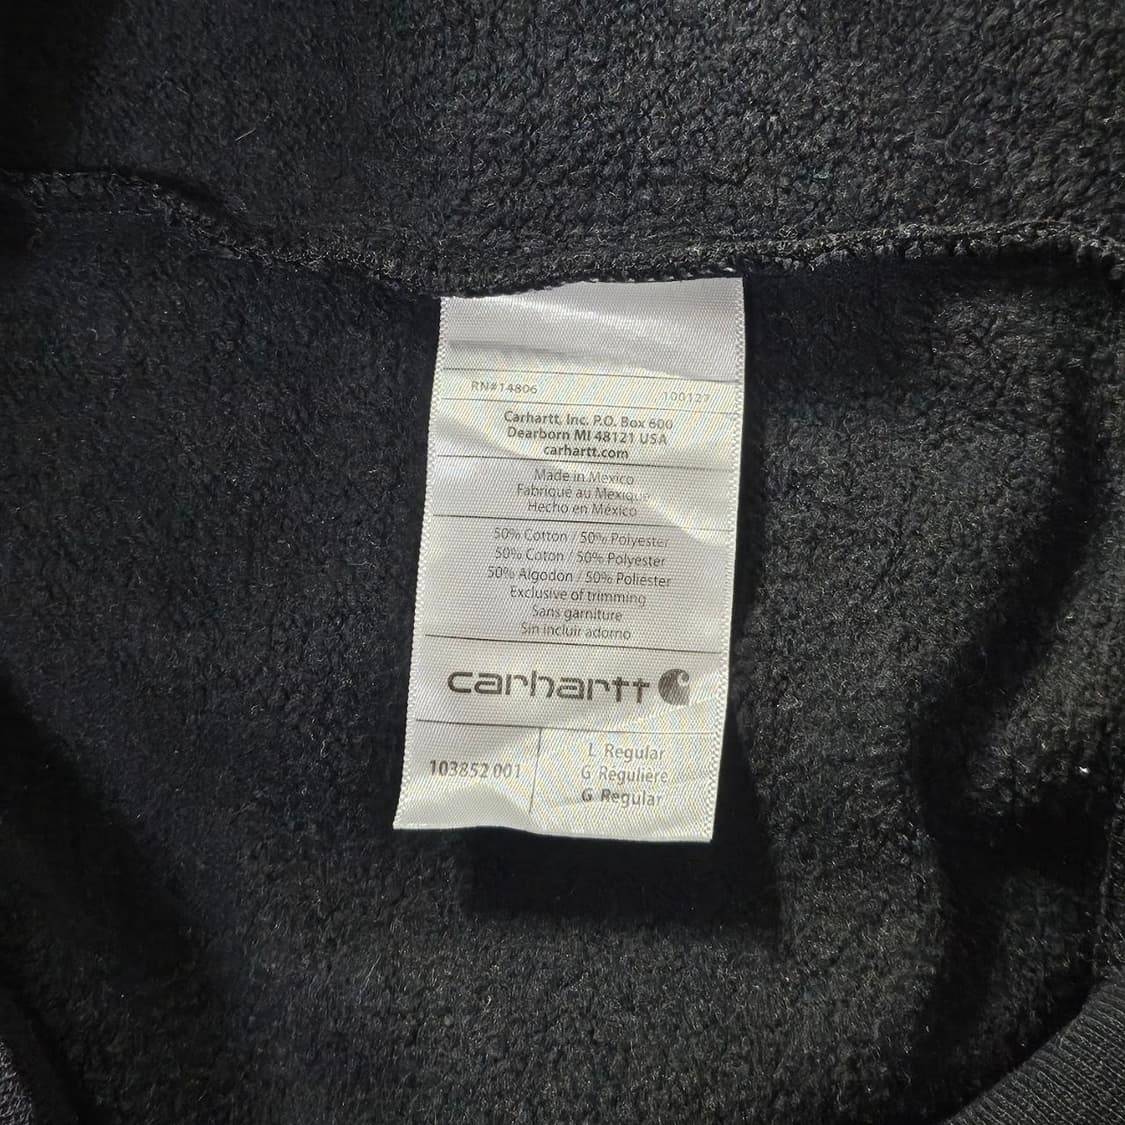 RN#14806 100127
Carhartt, Inc. P.O. Box 600
Dearborn MI 48121 USA
carhartt.com
Made in Mexico
Fabriqué au Mexique
Hecho en México
50% Cotton / 50% Polyester
50% Coton / 50% Polyester
50% Algodon / 50% Poliéster
Exclusive of trimming
Sans garniture
Sin incluir adorno
carhartt
103852 001
L Regular
G Regulière
G Regular